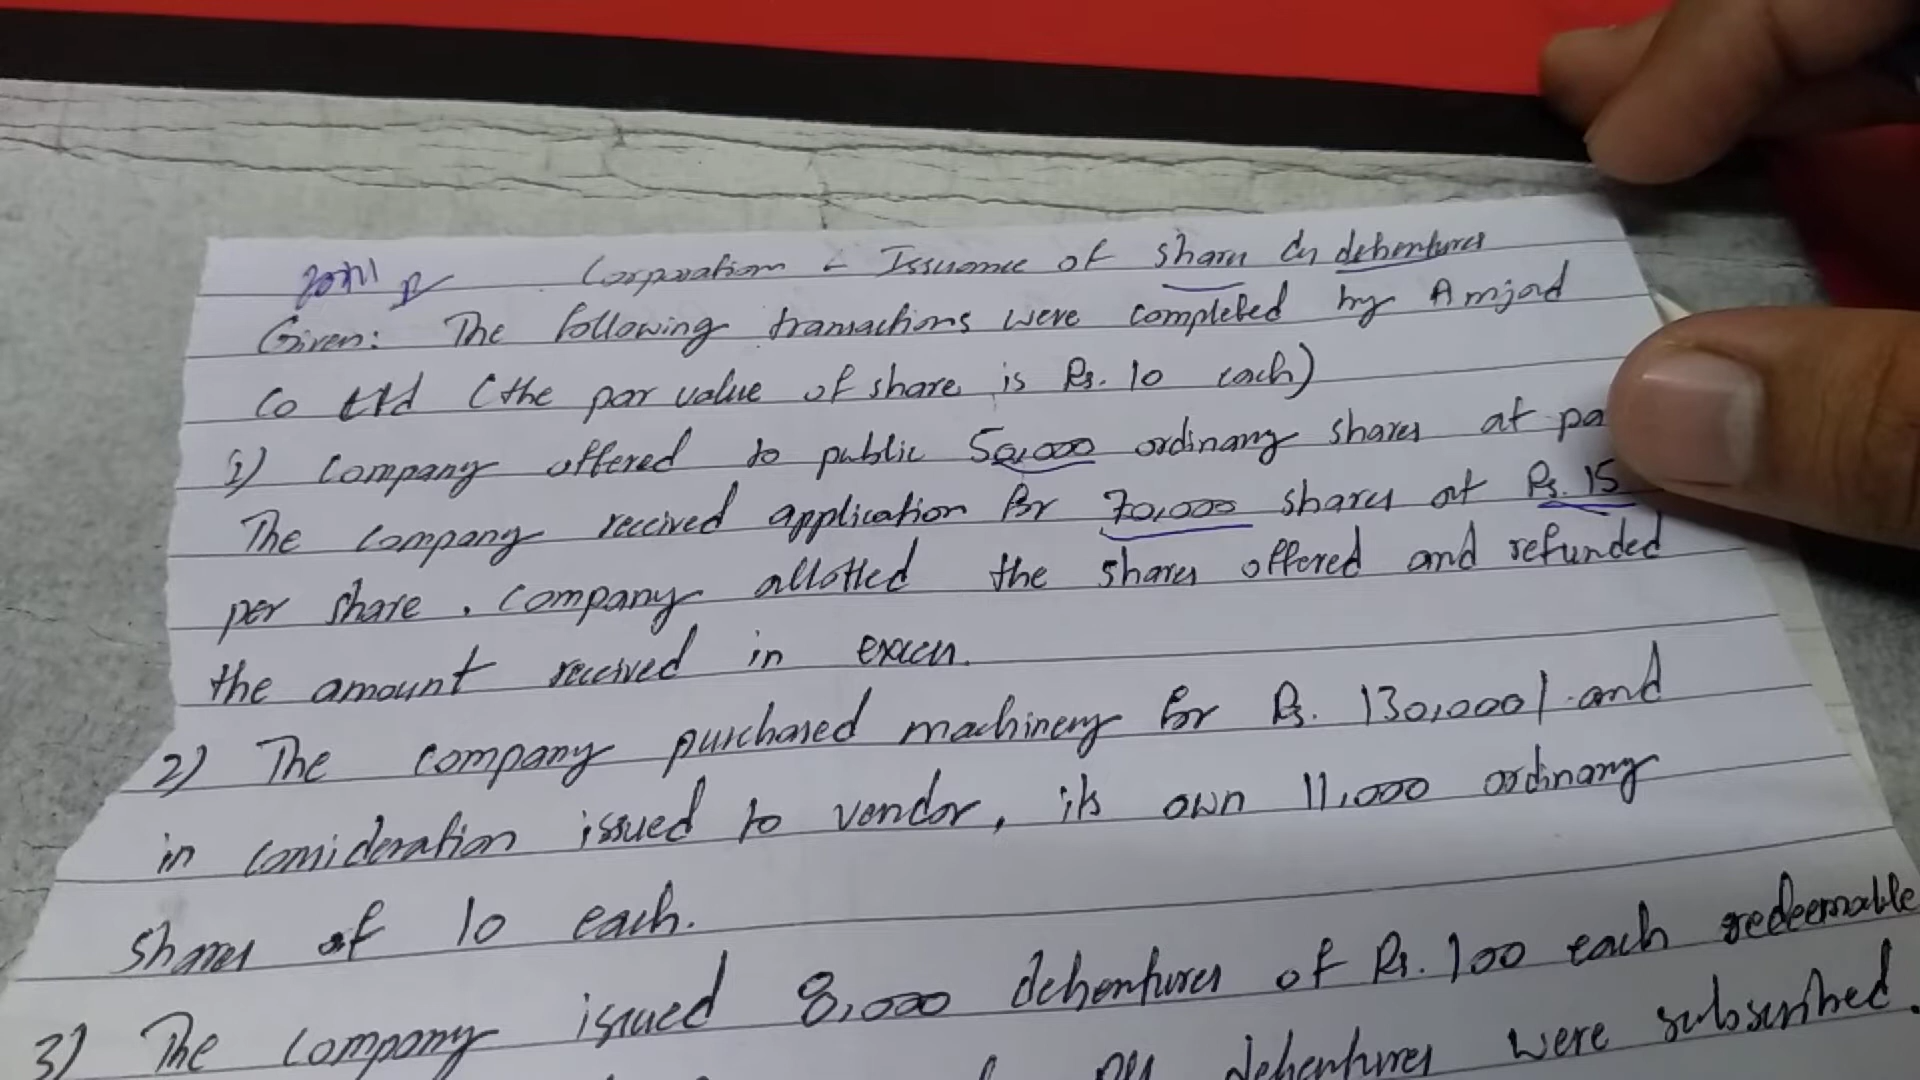 Corporation - Issuance of share & debentures
Given: The following transactions were completed by Amjad
Co Ltd (the par value of share is Rs. 10 each)
1) Company offered to public 50,000 ordinary shares at pa
The company received application for 70,000 shares at Rs. 15
per share. Company allotted the shares offered and refunded
the amount received in excess.
2) The company purchased machinery for Rs. 130,000/ and
in consideration issued to vendor, its own 11,000 ordinary
shares of 10 each.
3) The company issued 8,000 debentures of Rs. 100 each redeemable
debentures were subscribed.